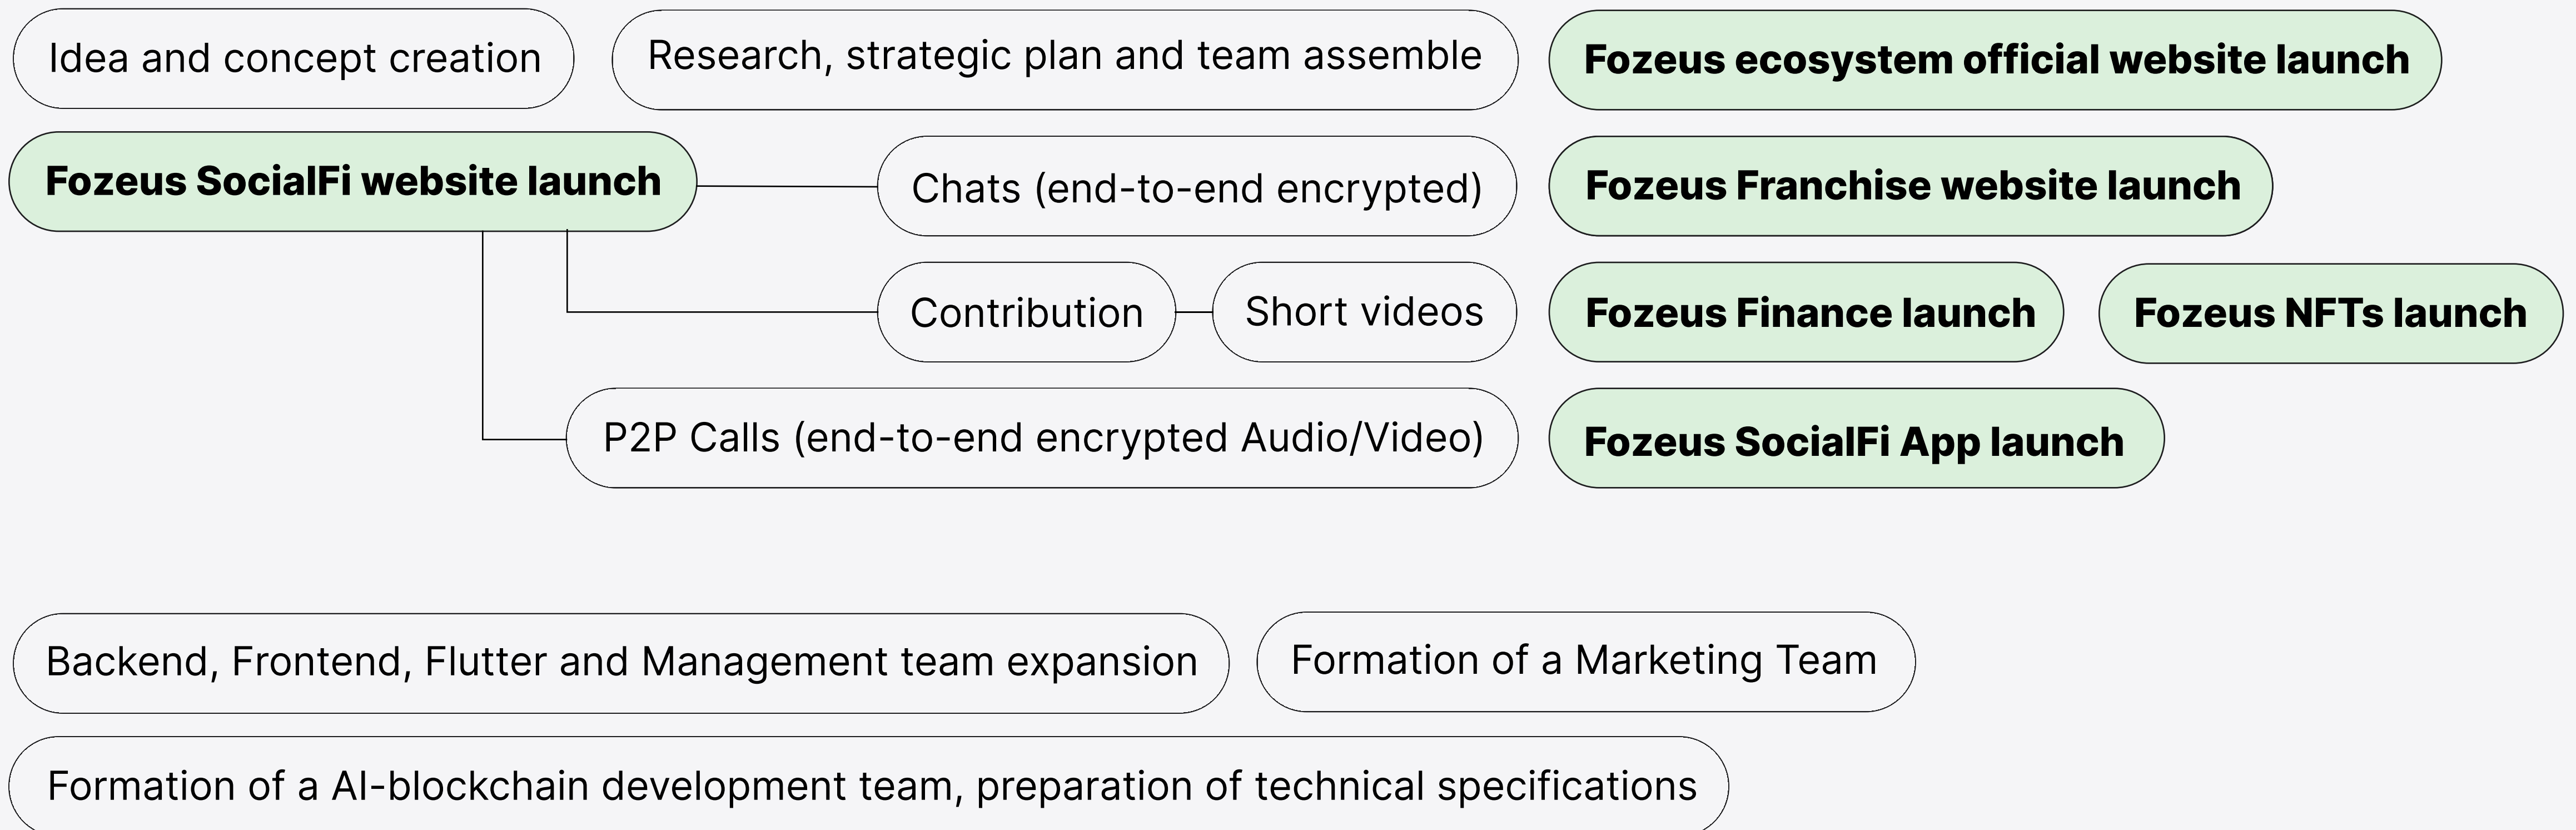 Idea and concept creation
Research, strategic plan and team assemble
Fozeus ecosystem official website launch
Fozeus SocialFi website launch
Chats (end-to-end encrypted)
Fozeus Franchise website launch
Contribution
Short videos
Fozeus Finance launch
Fozeus NFTs launch
P2P Calls (end-to-end encrypted Audio/Video)
Fozeus SocialFi App launch
Backend, Frontend, Flutter and Management team expansion
Formation of a Marketing Team
Formation of a AI-blockchain development team, preparation of technical specifications